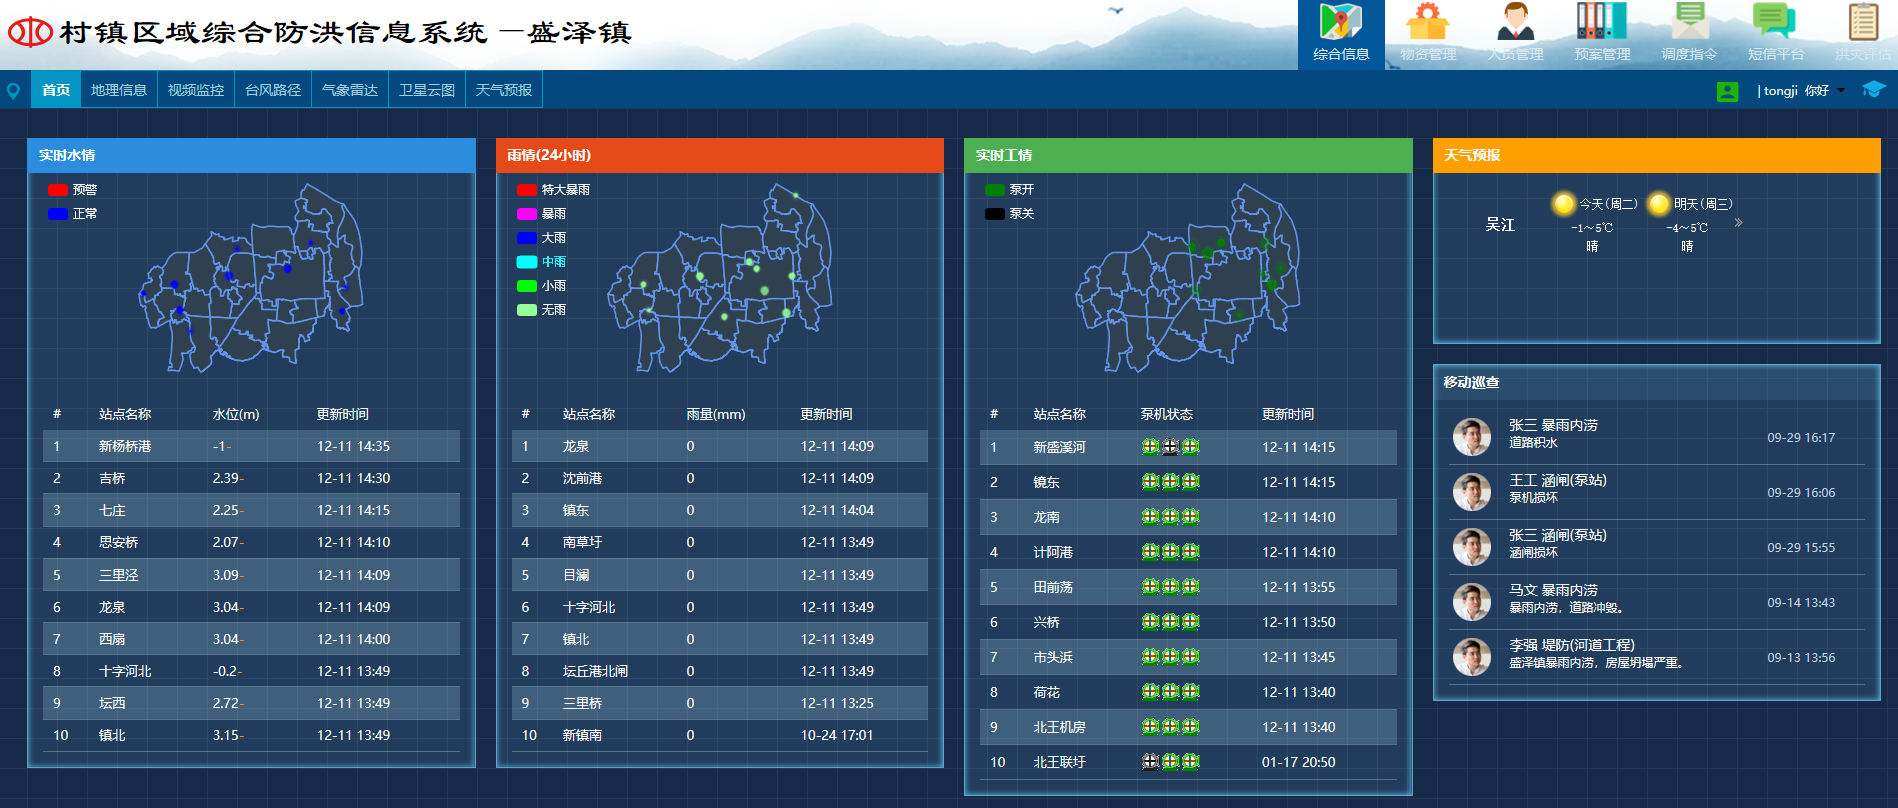 村镇区域综合防洪信息系统 —盛泽镇
综合信息 物资管理 人员管理 预案管理 调度指令 短信平台 洪灾评估
首页 地理信息 视频监控 台风路径 气象雷达 卫星云图 天气预报
| tongji 你好
实时水情
预警
正常
# 站点名称 水位(m) 更新时间
1 新杨桥港 -1- 12-11 14:35
2 吉桥 2.39- 12-11 14:30
3 七庄 2.25- 12-11 14:15
4 思安桥 2.07- 12-11 14:10
5 三里泾 3.09- 12-11 14:09
6 龙泉 3.04- 12-11 14:09
7 西扇 3.04- 12-11 14:00
8 十字河北 -0.2- 12-11 13:49
9 坛西 2.72- 12-11 13:49
10 镇北 3.15- 12-11 13:49
雨情(24小时)
特大暴雨
暴雨
大雨
中雨
小雨
无雨
# 站点名称 雨量(mm) 更新时间
1 龙泉 0 12-11 14:09
2 沈前港 0 12-11 14:09
3 镇东 0 12-11 14:04
4 南草圩 0 12-11 13:49
5 目澜 0 12-11 13:49
6 十字河北 0 12-11 13:49
7 镇北 0 12-11 13:49
8 坛丘港北闸 0 12-11 13:49
9 三里桥 0 12-11 13:25
10 新镇南 0 10-24 17:01
实时工情
泵开
泵关
# 站点名称 泵机状态 更新时间
1 新盛溪河 12-11 14:15
2 镜东 12-11 14:15
3 龙南 12-11 14:10
4 计阿港 12-11 14:10
5 田前荡 12-11 13:55
6 兴桥 12-11 13:50
7 市头浜 12-11 13:45
8 荷花 12-11 13:40
9 北王机房 12-11 13:40
10 北王联圩 01-17 20:50
天气预报
吴江
今天(周二) 明天(周三)
-1～5℃ -4～5℃
晴 晴
»
移动巡查
张三 暴雨内涝
道路积水
09-29 16:17
王工 涵闸(泵站)
泵机损坏
09-29 16:06
张三 涵闸(泵站)
涵闸损坏
09-29 15:55
马文 暴雨内涝
暴雨内涝，道路冲毁。
09-14 13:43
李强 堤防(河道工程)
盛泽镇暴雨内涝，房屋坍塌严重。
09-13 13:56